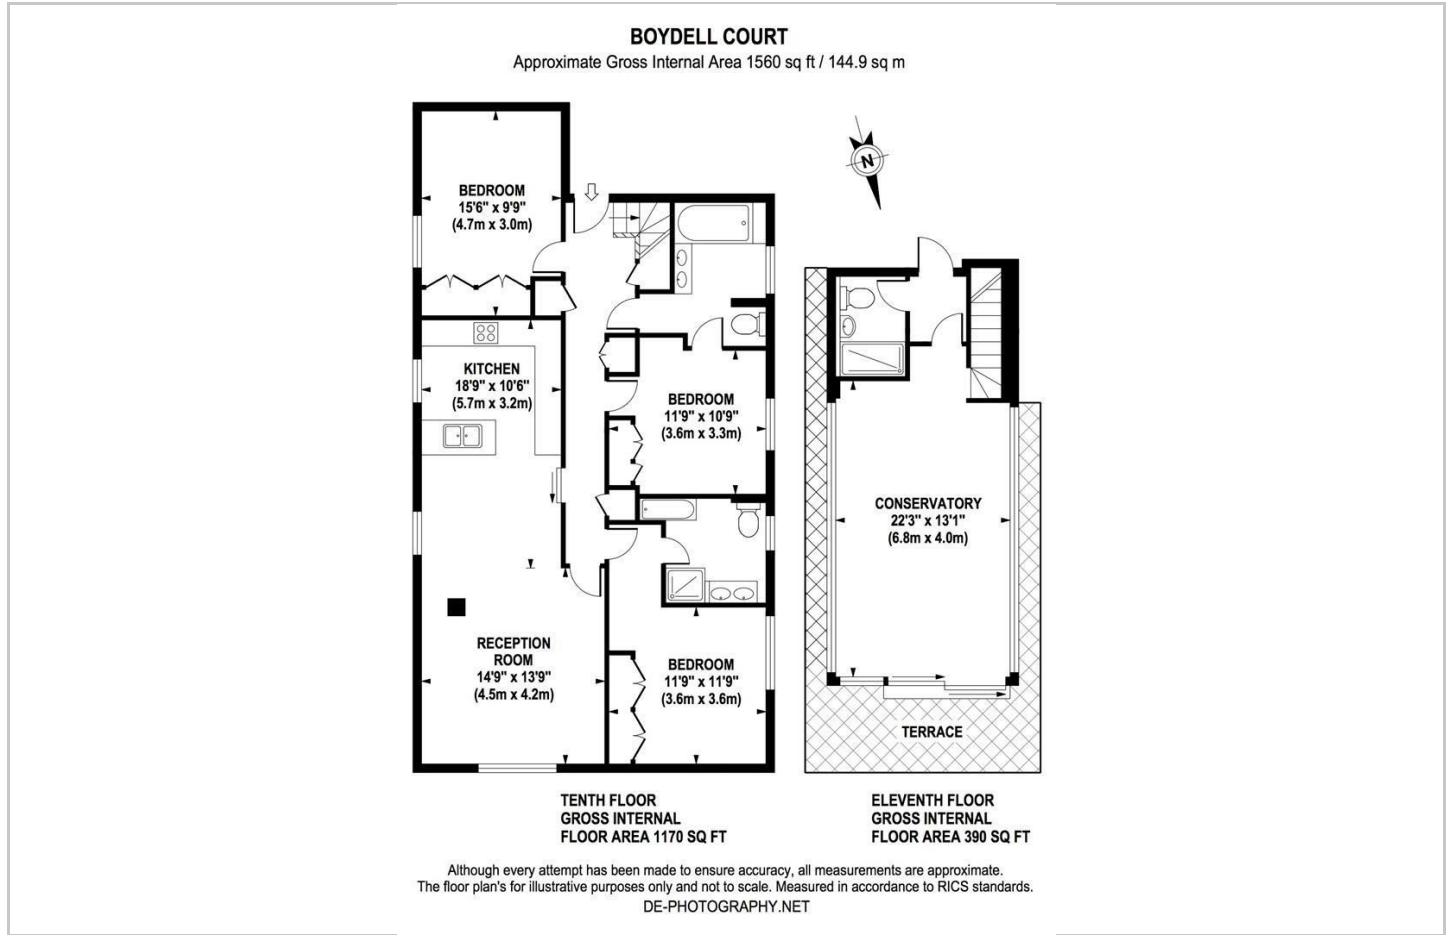 BOYDELL COURT
Approximate Gross Internal Area 1560 sq ft / 144.9 sq m
N
BEDROOM
15'6" x 9'9"
(4.7m x 3.0m)
KITCHEN
18'9" x 10'6"
(5.7m x 3.2m)
BEDROOM
11'9" x 10'9"
(3.6m x 3.3m)
RECEPTION
ROOM
14'9" x 13'9"
(4.5m x 4.2m)
BEDROOM
11'9" x 11'9"
(3.6m x 3.6m)
CONSERVATORY
22'3" x 13'1"
(6.8m x 4.0m)
TERRACE
TENTH FLOOR
GROSS INTERNAL
FLOOR AREA 1170 SQ FT
ELEVENTH FLOOR
GROSS INTERNAL
FLOOR AREA 390 SQ FT
Although every attempt has been made to ensure accuracy, all measurements are approximate.
The floor plan's for illustrative purposes only and not to scale. Measured in accordance to RICS standards.
DE-PHOTOGRAPHY.NET